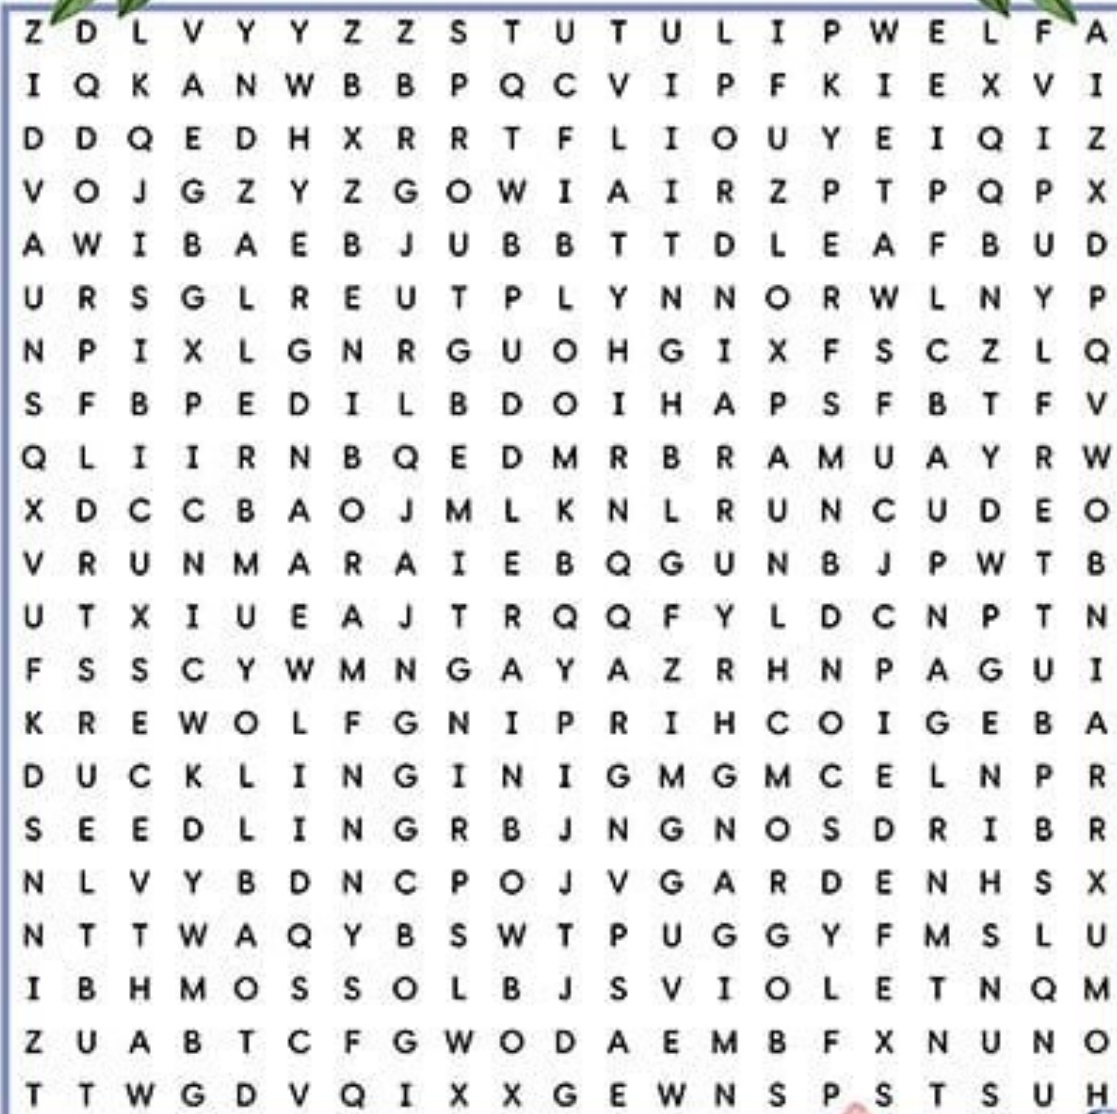 Z D L V Y Y Z Z S T U T U L I P W E L F A
I Q K A N W B B P Q C V I P F K I E X V I
D D Q E D H X R R T F L I O U Y E I Q I Z
V O J G Z Y Z G O W I A I R Z P T P Q P X
A W I B A E B J U B B T T D L E A F B U D
U R S G L R E U T P L Y N N O R W L N Y P
N P I X L G N R G U O H G I X F S C Z L Q
S F B P E D I L B D O I H A P S F B T F V
Q L I I R N B Q E D M R B R A M U A Y R W
X D C C B A O J M L K N L R U N C U D E O
V R U N M A R A I E B Q G U N B J P W T B
U T X I U E A J T R Q Q F Y L D C N P T N
F S S C Y W M N G A Y A Z R H N P A G U I
K R E W O L F G N I P R I H C O I G E B A
D U C K L I N G I N I G M G M C E L N P R
S E E D L I N G R B J N G N O S D R I B R
N L V Y B D N C P O J V G A R D E N H S X
N T T W A Q Y B S W T P U G G Y F M S L U
I B H M O S S O L B J S V I O L E T N Q M
Z U A B T C F G W O D A E M B F X N U N O
T T W G D V Q I X X G E W N S P S T S U H